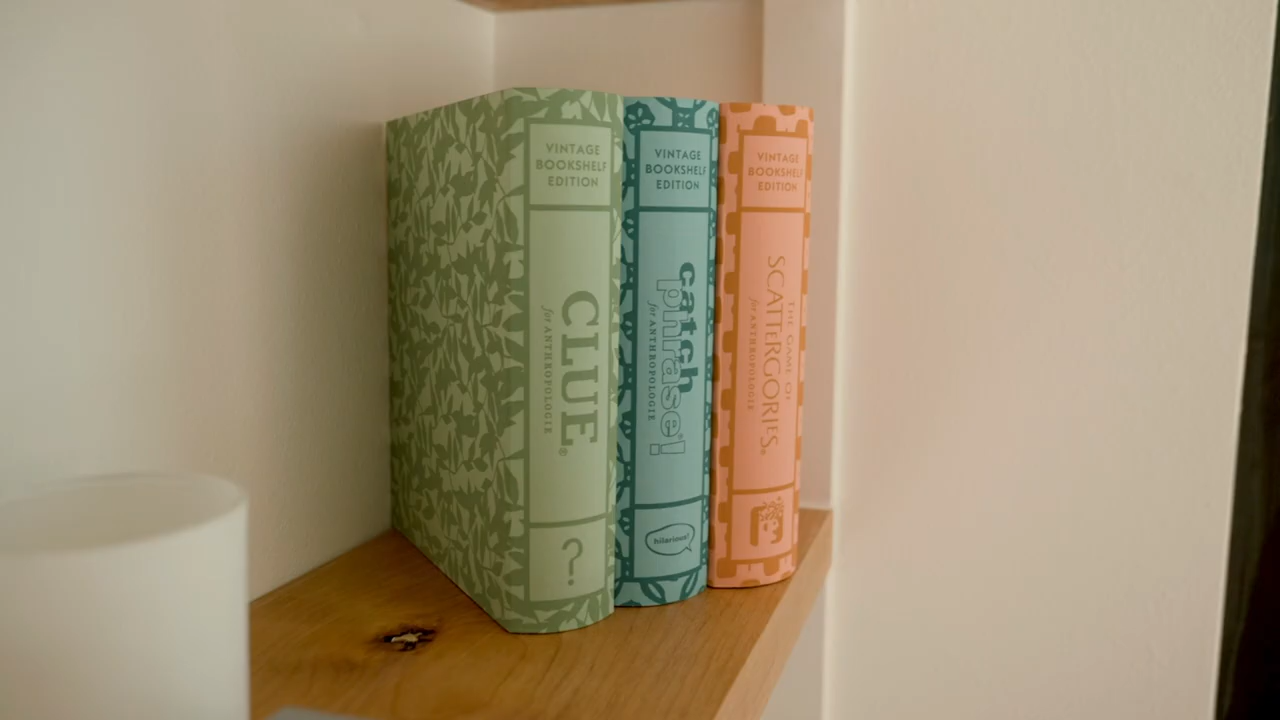 VINTAGE
BOOKSHELF
EDITION
CLUE®
for ANTHROPOLOGIE
?
VINTAGE
BOOKSHELF
EDITION
catch
phrase!®
for ANTHROPOLOGIE
hilarious!
VINTAGE
BOOKSHELF
EDITION
THE GAME OF
SCATTERGORIES®
for ANTHROPOLOGIE